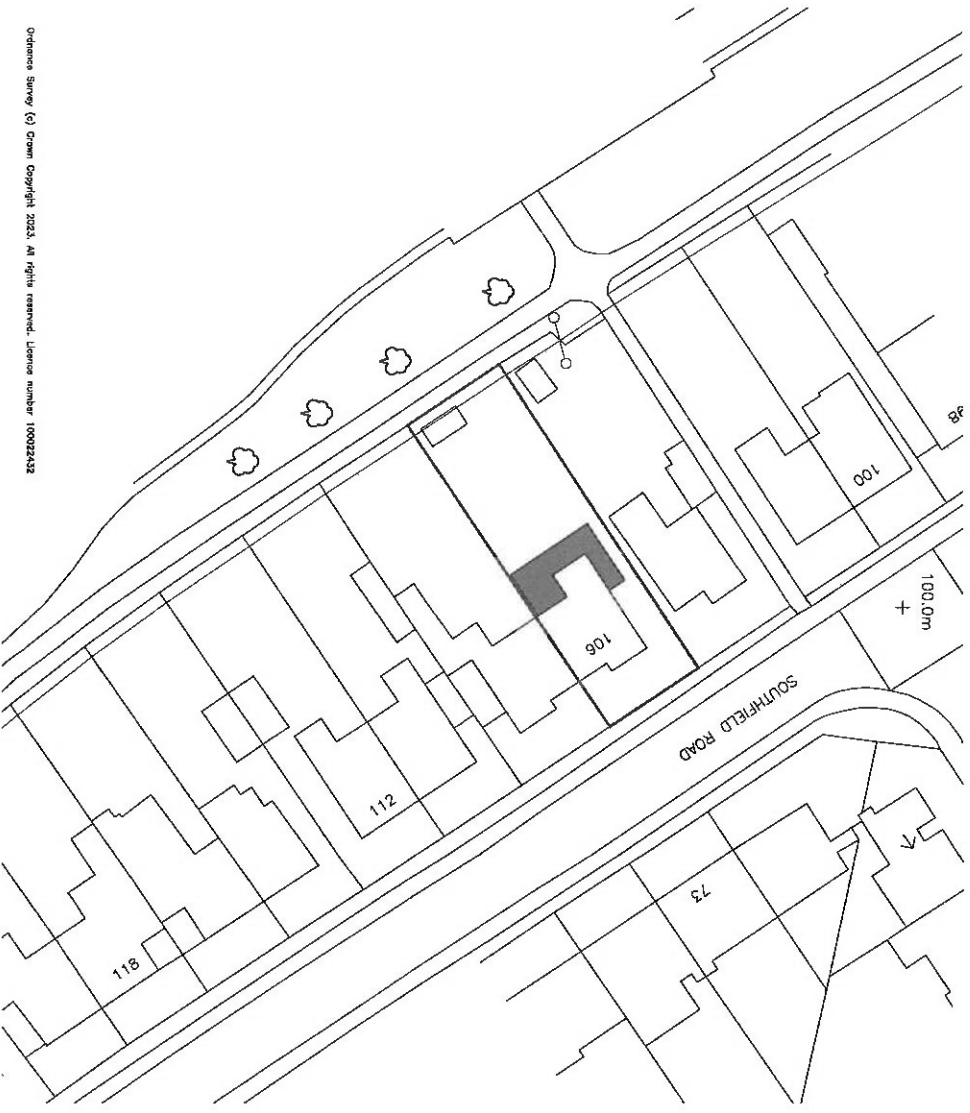 Ordnance Survey (c) Crown Copyright 2023. All rights reserved. Licence number 100022432
98
100
100.0m
106
SOUTHFIELD ROAD
112
73
118